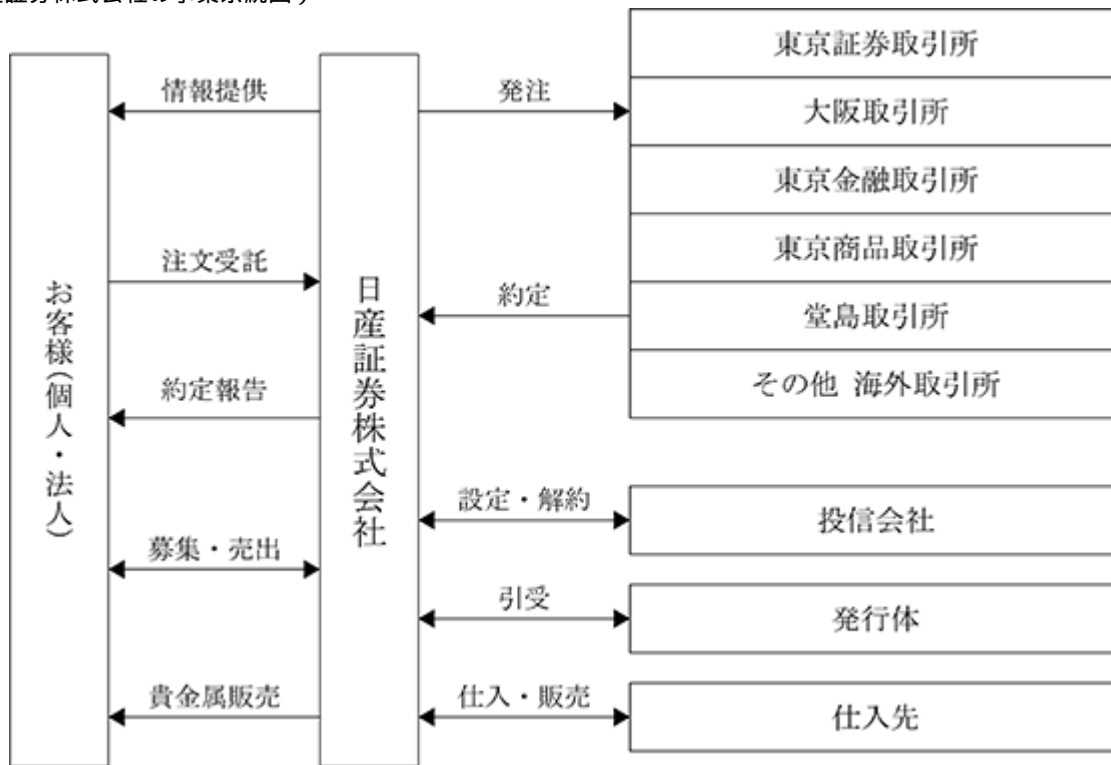 証券株式会社の事業系統図）
お客様(個人・法人)
情報提供
注文受託
約定報告
募集・売出
貴金属販売
日産証券株式会社
発注
約定
設定・解約
引受
仕入・販売
東京証券取引所
大阪取引所
東京金融取引所
東京商品取引所
堂島取引所
その他 海外取引所
投信会社
発行体
仕入先